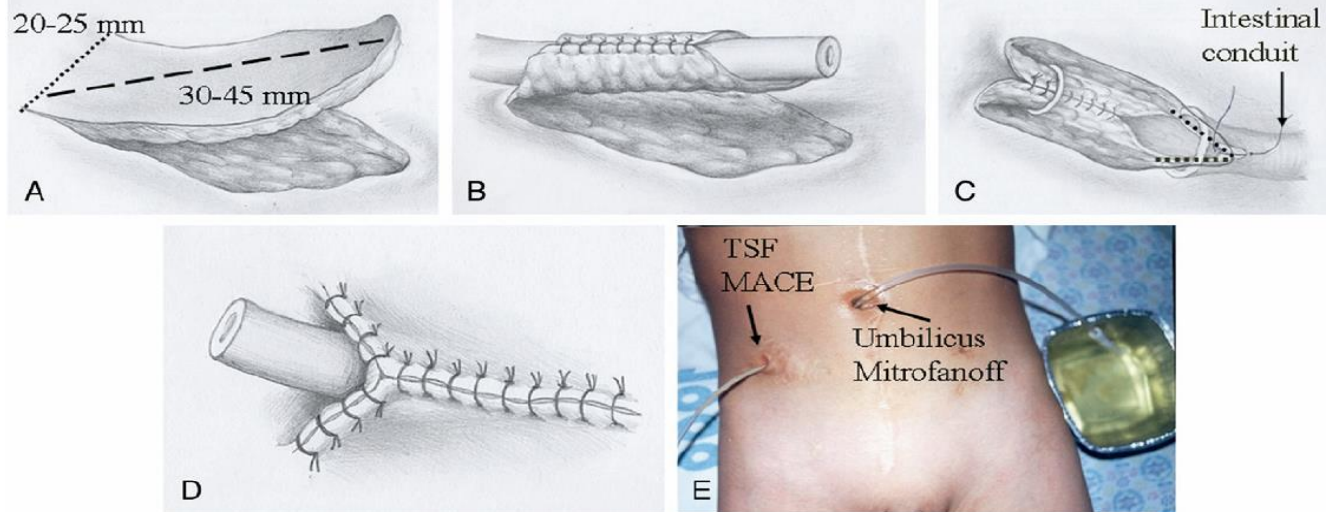 20-25 mm
30-45 mm
A
B
Intestinal
conduit
C
D
TSF
MACE
Umbilicus
Mitrofanoff
E